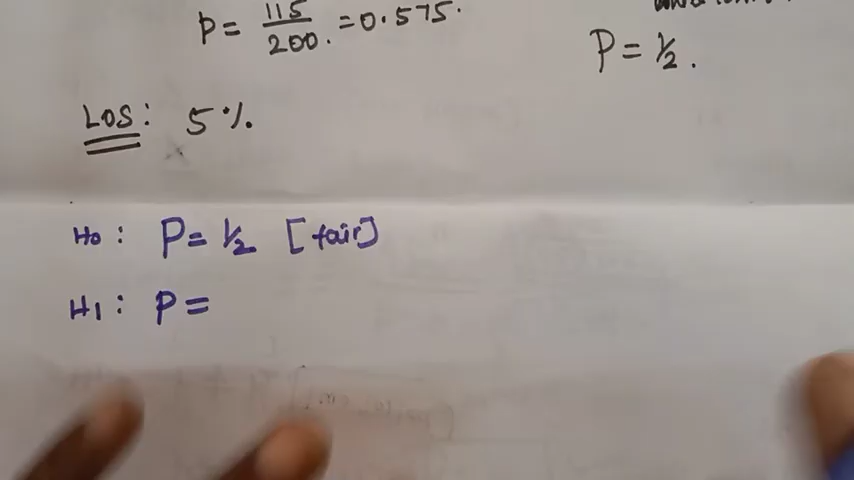 p = 115/200. = 0.575.
P = 1/2.
LOS: 5%
H0: P = 1/2 [fair]
H1: P =